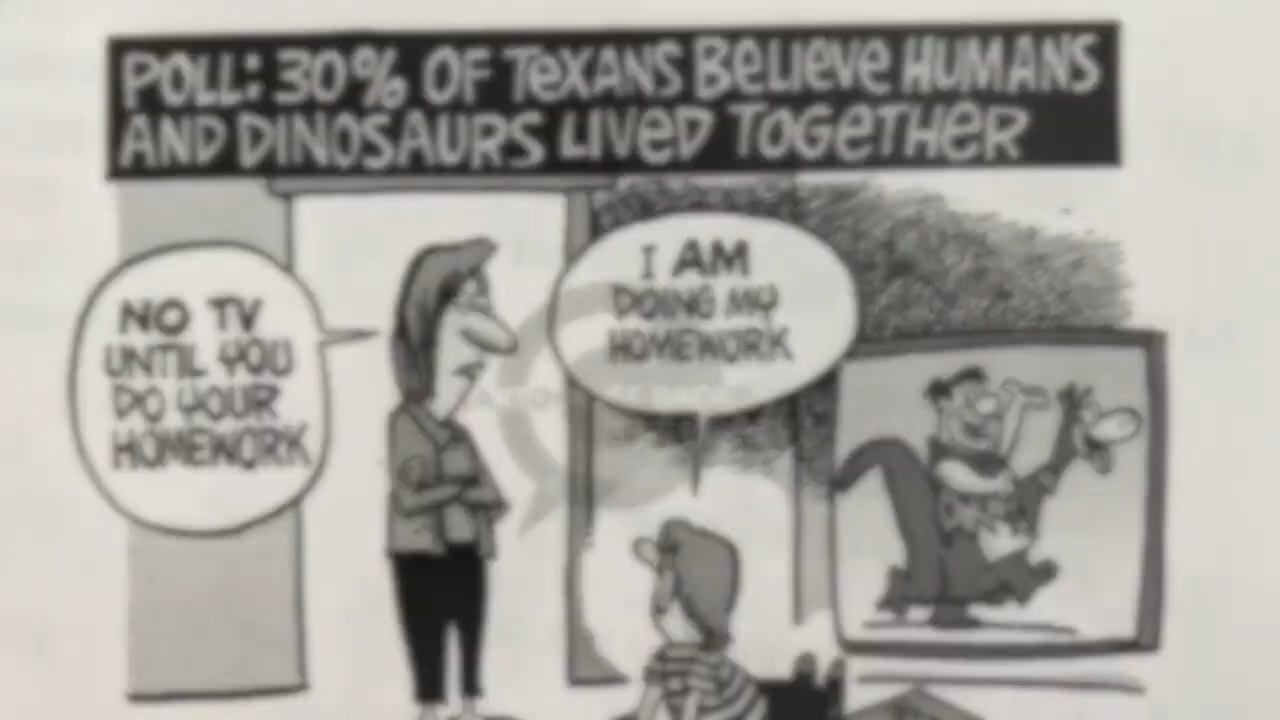 POLL: 30% OF TEXANS BELIEVE HUMANS
AND DINOSAURS LIVED TOGETHER
NO TV
UNTIL YOU
DO YOUR
HOMEWORK
I AM
DOING MY
HOMEWORK